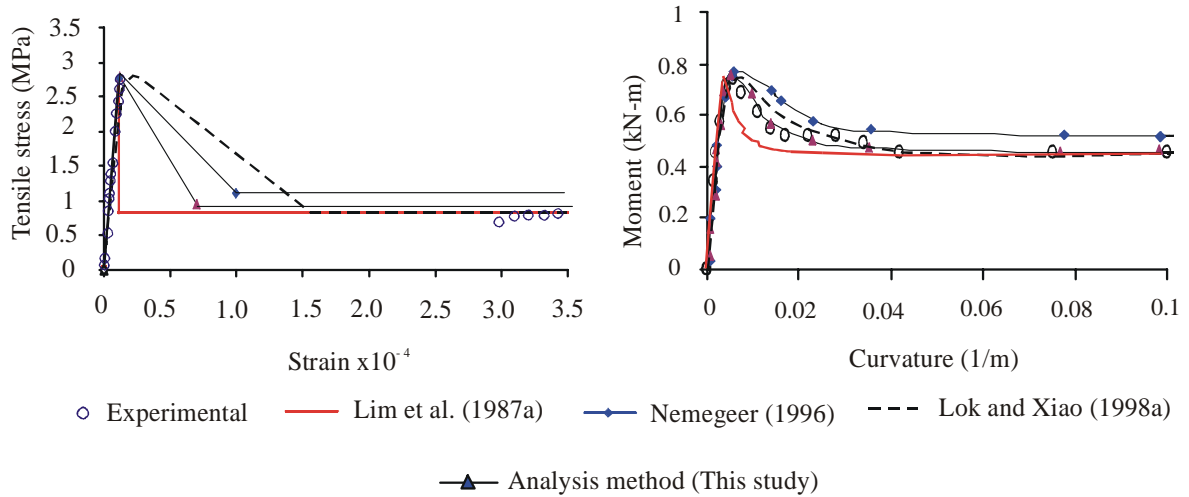 Tensile stress (MPa)
3.5
3
2.5
2
1.5
1
0.5
0
0 0.5 1.0 1.5 2.0 2.5 3.0 3.5
Strain x10⁻⁴
Moment (kN-m)
1
0.8
0.6
0.4
0.2
0
0 0.02 0.04 0.06 0.08 0.1
Curvature (1/m)
Experimental Lim et al. (1987a) Nemegeer (1996) Lok and Xiao (1998a)
Analysis method (This study)